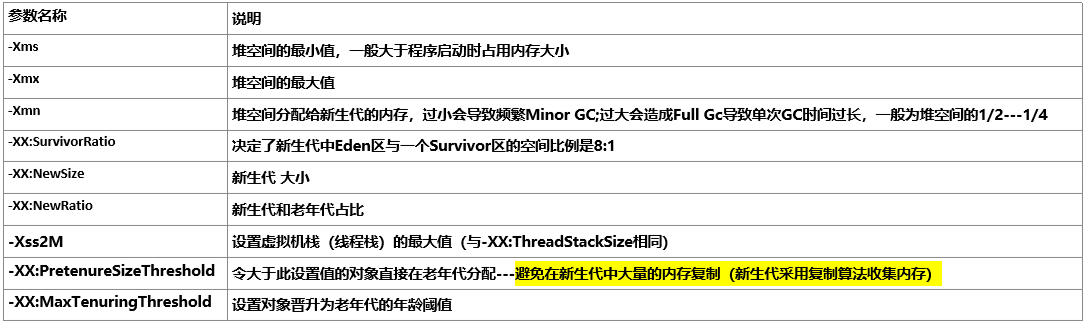 参数名称 说明
-Xms 堆空间的最小值，一般大于程序启动时占用内存大小
-Xmx 堆空间的最大值
-Xmn 堆空间分配给新生代的内存，过小会导致频繁Minor GC;过大会造成Full Gc导致单次GC时间过长，一般为堆空间的1/2---1/4
-XX:SurvivorRatio 决定了新生代中Eden区与一个Survivor区的空间比例是8:1
-XX:NewSize 新生代 大小
-XX:NewRatio 新生代和老年代占比
-Xss2M 设置虚拟机栈（线程栈）的最大值（与-XX:ThreadStackSize相同）
-XX:PretenureSizeThreshold 令大于此设置值的对象直接在老年代分配---避免在新生代中大量的内存复制（新生代采用复制算法收集内存）
-XX:MaxTenuringThreshold 设置对象晋升为老年代的年龄阈值